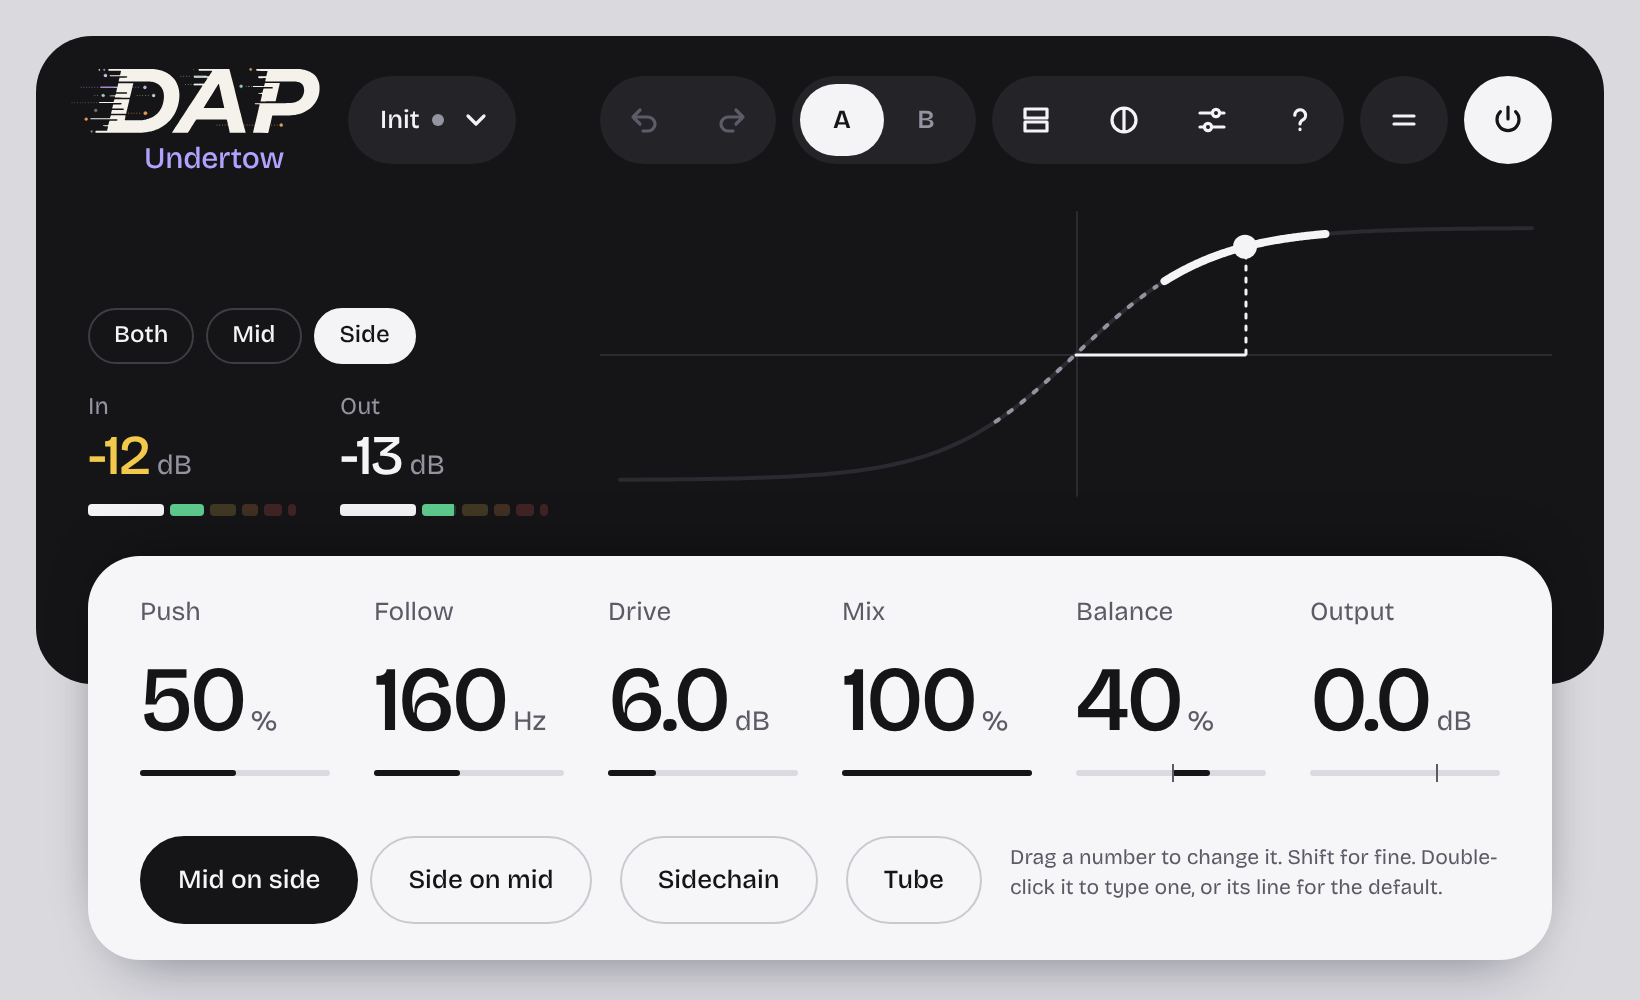 DAP
Undertow
Init
A
B
?
Both
Mid
Side
In
Out
-12 dB
-13 dB
Push
Follow
Drive
Mix
Balance
Output
50 %
160 Hz
6.0 dB
100 %
40 %
0.0 dB
Mid on side
Side on mid
Sidechain
Tube
Drag a number to change it. Shift for fine. Double-
click it to type one, or its line for the default.